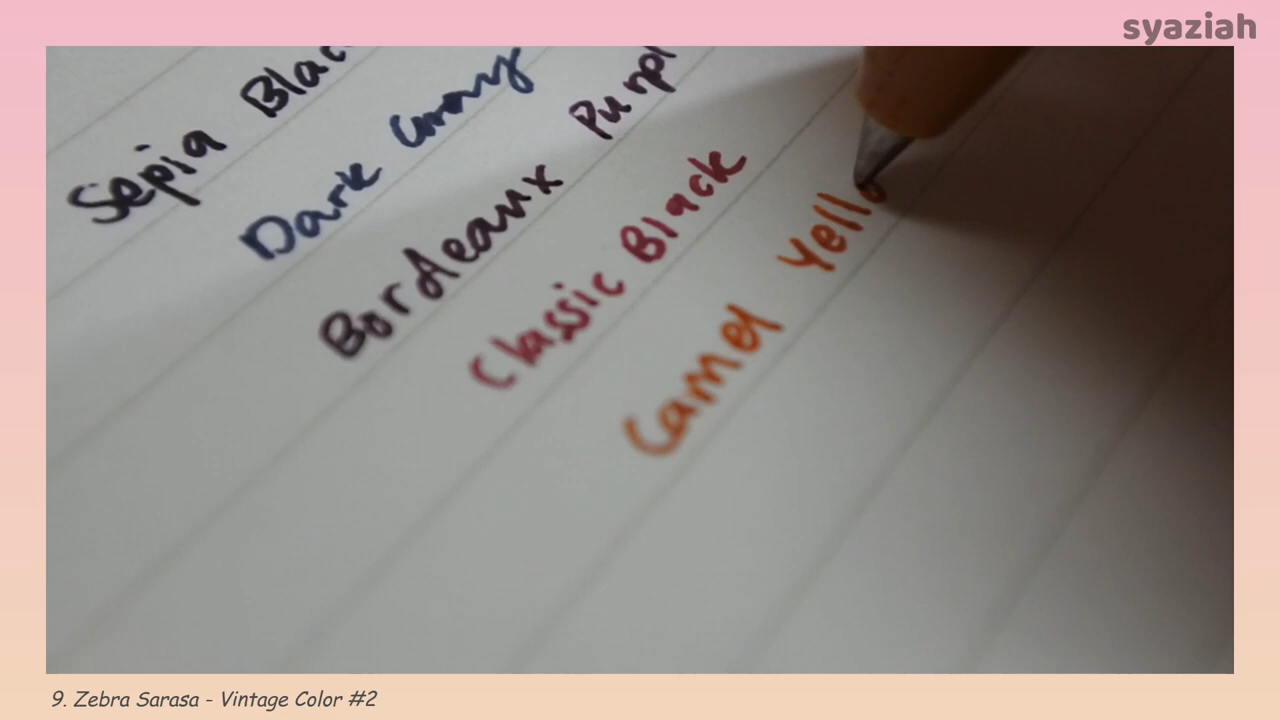 syaziah
Sepia Blac
Dark Gray
Bordeaux Purpl
Classic Black
Camel Yello
9. Zebra Sarasa - Vintage Color #2